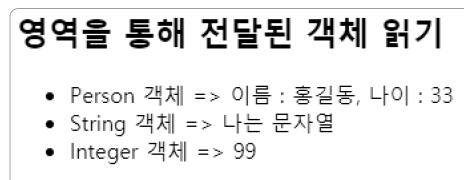 영역을 통해 전달된 객체 읽기
• Person 객체 => 이름 : 홍길동, 나이 : 33
• String 객체 => 나는 문자열
• Integer 객체 => 99